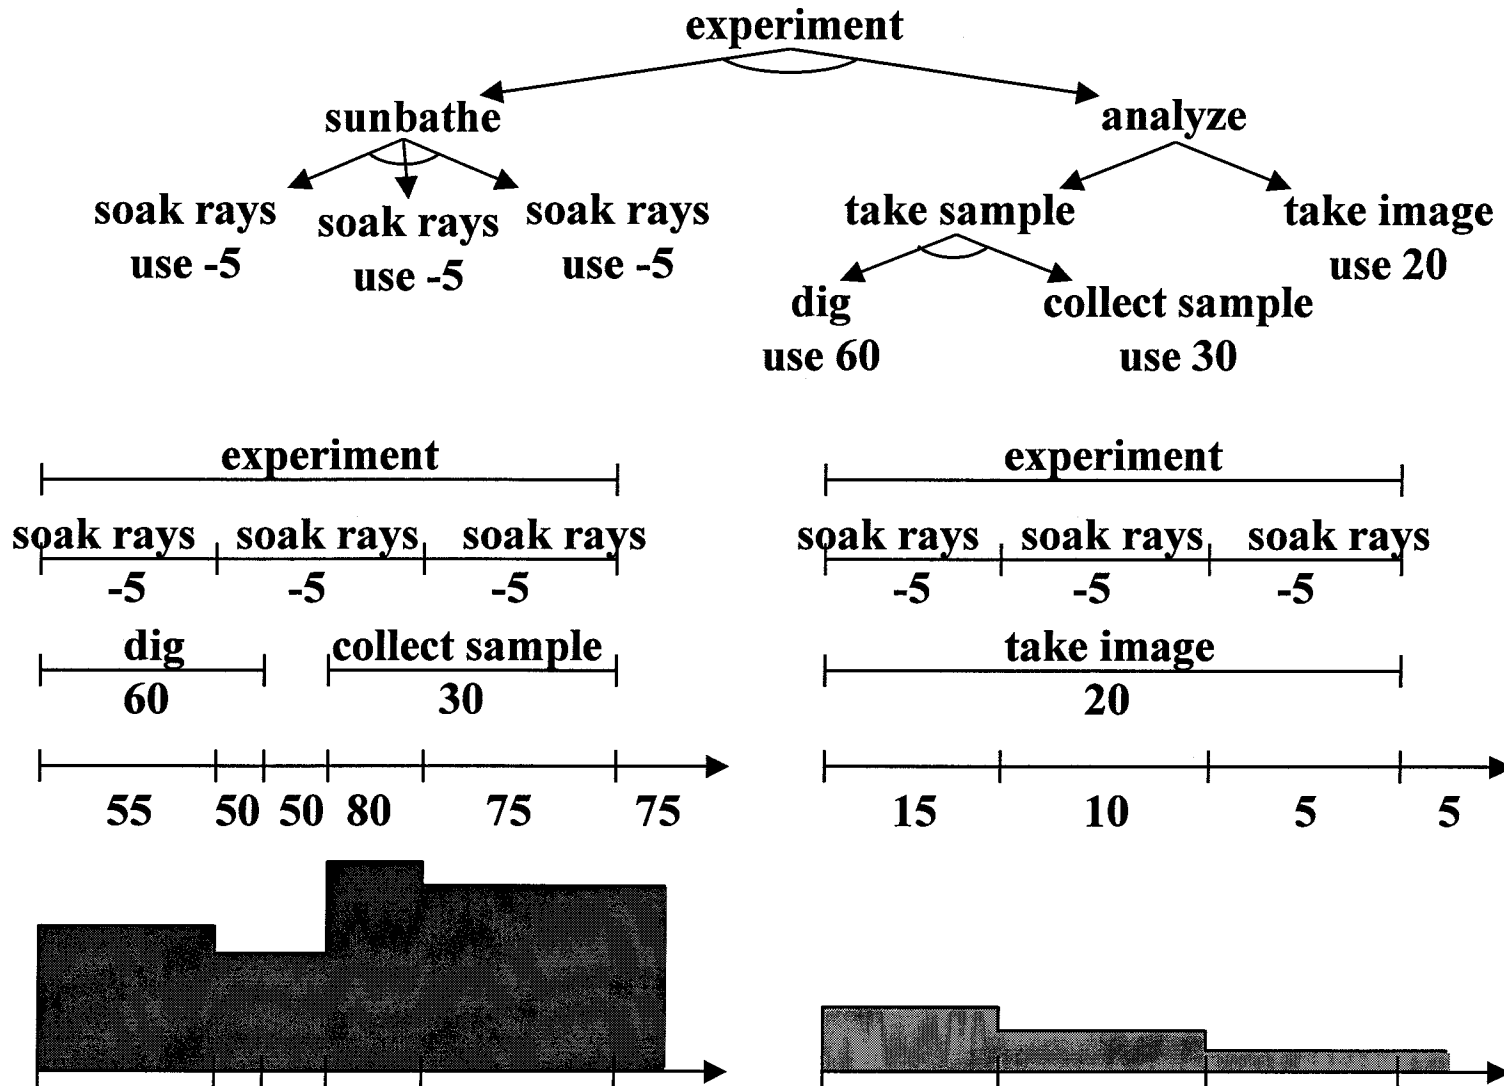 experiment
sunbathe
analyze
soak rays
use -5
soak rays
use -5
soak rays
use -5
take sample
take image
use 20
dig
use 60
collect sample
use 30
experiment
soak rays soak rays soak rays
-5 -5 -5
dig collect sample
60 30
55 50 50 80 75 75
experiment
soak rays soak rays soak rays
-5 -5 -5
take image
20
15 10 5 5